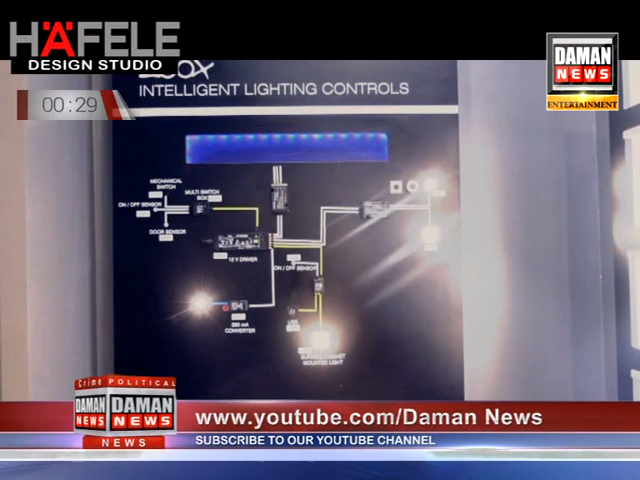 HÄFELE
DESIGN STUDIO
DAMAN
NEWS
ENTERTAINMENT
INTELLIGENT LIGHTING CONTROLS
00:29
MECHANICAL
SWITCH
MULTI SWITCH
BOX
ON / OFF SENSOR
DOOR SENSOR
12 V DRIVER
ON / OFF SENSOR
CONVERTER
MOUNTED LIGHT
Crime POLITICAL
DAMAN
NEWS
DAMAN
NEWS
NEWS
www.youtube.com/Daman News
SUBSCRIBE TO OUR YOUTUBE CHANNEL